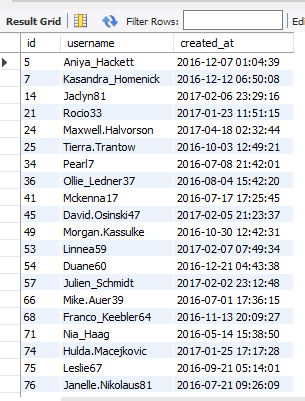 Result Grid Filter Rows: Edi
id username created_at
5 Aniya_Hackett 2016-12-07 01:04:39
7 Kasandra_Homenick 2016-12-12 06:50:08
14 Jaclyn81 2017-02-06 23:29:16
21 Rocio33 2017-01-23 11:51:15
24 Maxwell.Halvorson 2017-04-18 02:32:44
25 Tierra.Trantow 2016-10-03 12:49:21
34 Pearl7 2016-07-08 21:42:01
36 Ollie_Ledner37 2016-08-04 15:42:20
41 Mckenna17 2016-07-17 17:25:45
45 David.Osinski47 2017-02-05 21:23:37
49 Morgan.Kassulke 2016-10-30 12:42:31
53 Linnea59 2017-02-07 07:49:34
54 Duane60 2016-12-21 04:43:38
57 Julien_Schmidt 2017-02-02 23:12:48
66 Mike.Auer39 2016-07-01 17:36:15
68 Franco_Keebler64 2016-11-13 20:09:27
71 Nia_Haag 2016-05-14 15:38:50
74 Hulda.Macejkovic 2017-01-25 17:17:28
75 Leslie67 2016-09-21 05:14:01
76 Janelle.Nikolaus81 2016-07-21 09:26:09